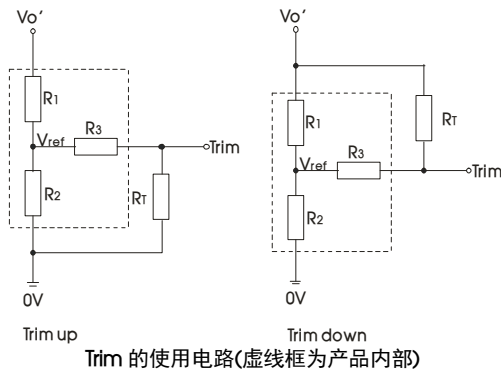 Vo’
R1
Vref
R3
Trim
R2
RT
0V
Trim up
Vo’
R1
RT
Vref
R3
Trim
R2
0V
Trim down
Trim 的使用电路(虚线框为产品内部)